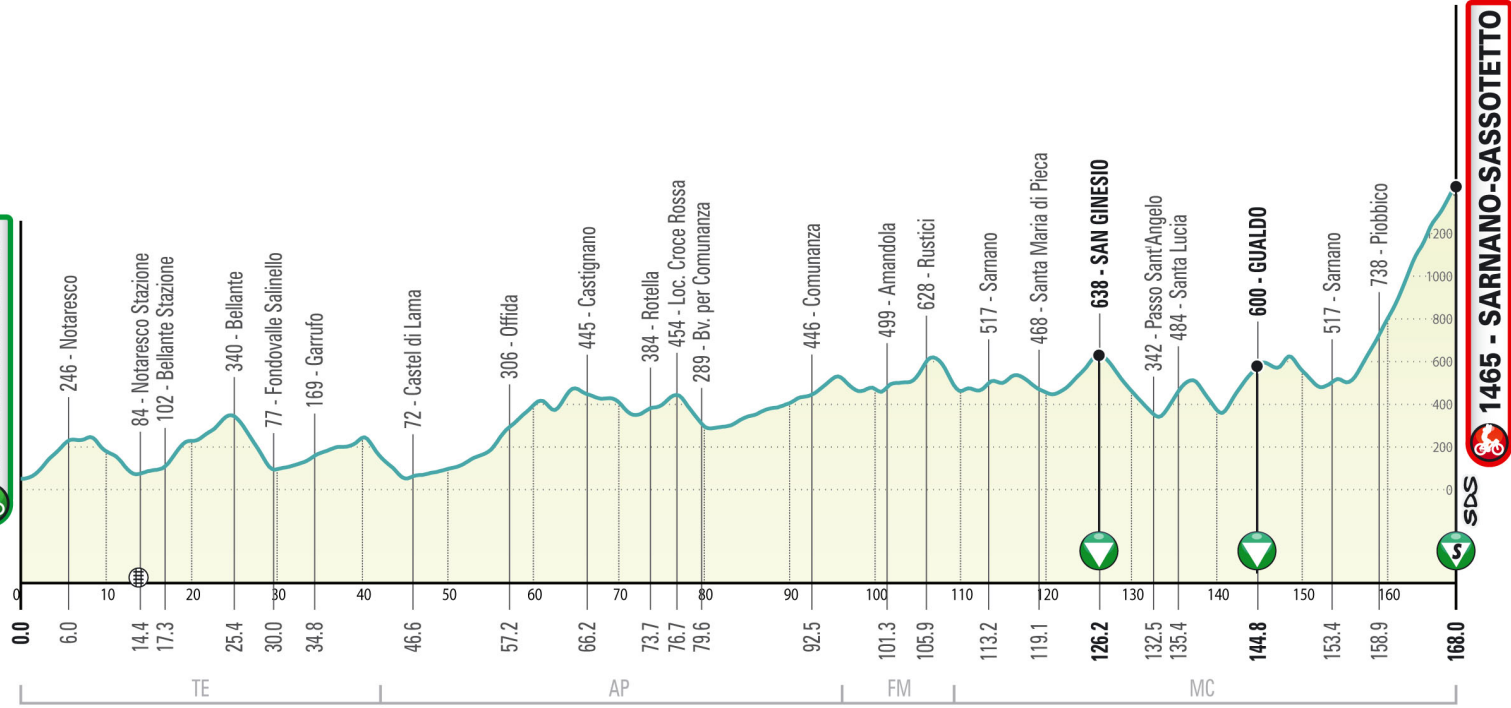 246 - Notaresco
84 - Notaresco Stazione
102 - Bellante Stazione
340 - Bellante
77 - Fondovalle Salinello
169 - Garrufo
72 - Castel di Lama
306 - Offida
445 - Castignano
384 - Rotella
454 - Loc. Croce Rossa
289 - Bv. per Comunanza
446 - Comunanza
499 - Amandola
628 - Rustici
517 - Sarnano
468 - Santa Maria di Pieca
638 - SAN GINESIO
342 - Passo Sant'Angelo
484 - Santa Lucia
600 - GUALDO
517 - Sarnano
738 - Piobbico
1465 - SARNANO-SASSOTETTO
1200
1000
800
600
400
200
0
SDS
S
0 10 20 30 40 50 60 70 80 90 100 110 120 130 140 150 160
0.0 6.0 14.4 17.3 25.4 30.0 34.8 46.6 57.2 66.2 73.7 76.7 79.6 92.5 101.3 105.9 113.2 119.1 126.2 132.5 135.4 144.8 153.4 158.9 168.0
TE AP FM MC